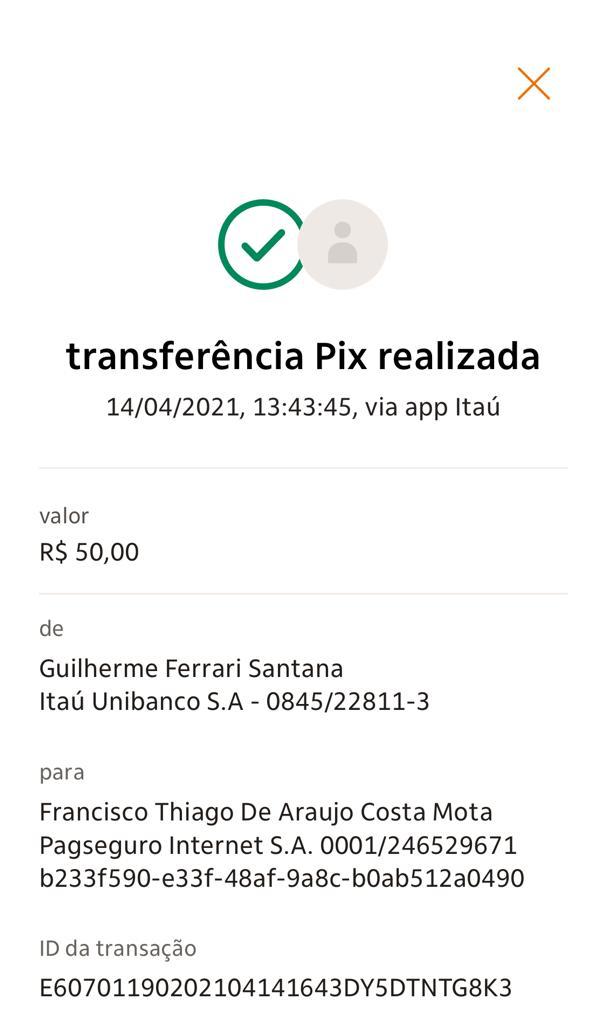 transferência Pix realizada
14/04/2021, 13:43:45, via app Itaú
valor
R$ 50,00
de
Guilherme Ferrari Santana
Itaú Unibanco S.A - 0845/22811-3
para
Francisco Thiago De Araujo Costa Mota
Pagseguro Internet S.A. 0001/246529671
b233f590-e33f-48af-9a8c-b0ab512a0490
ID da transação
E60701190202104141643DY5DTNTG8K3